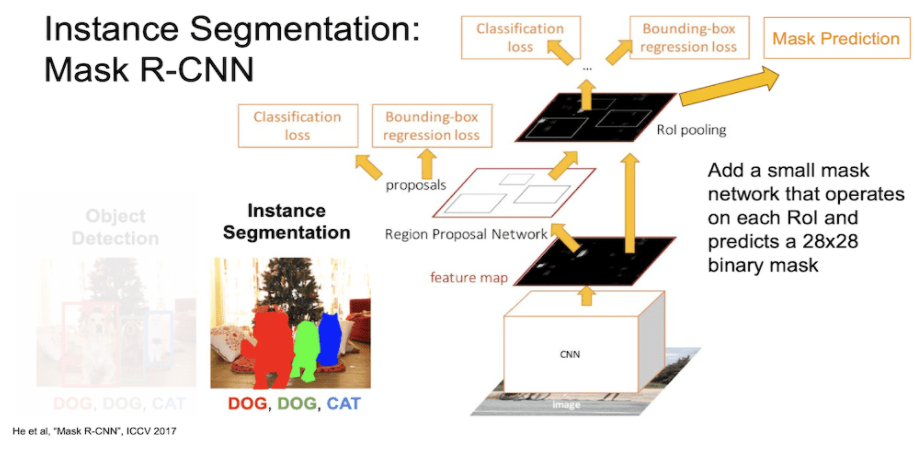 Instance Segmentation:
Mask R-CNN
Classification
loss
Bounding-box
regression loss
Mask Prediction
...
Classification
loss
Bounding-box
regression loss
RoI pooling
proposals
Add a small mask
network that operates
on each RoI and
predicts a 28x28
binary mask
Object
Detection
Instance
Segmentation
Region Proposal Network
feature map
CNN
image
DOG, DOG, CAT
DOG, DOG, CAT
He et al, "Mask R-CNN", ICCV 2017